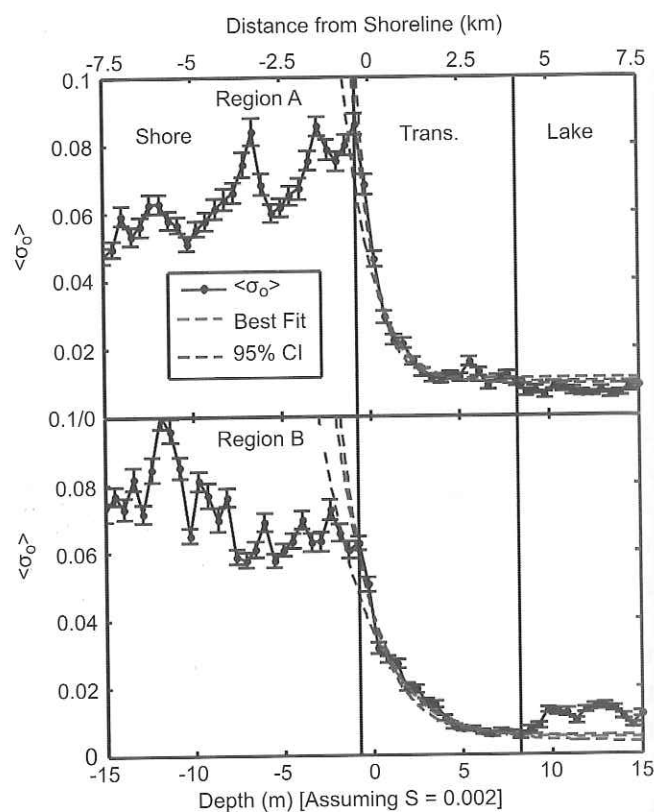 Distance from Shoreline (km)
-7.5 -5 -2.5 0 2.5 5 7.5
0.1
Region A
Shore Trans. Lake
0.08
0.06
0.04
0.02
<σo>
<σo>
Best Fit
95% CI
0.1/0
Region B
0.08
0.06
0.04
0.02
0
<σo>
-15 -10 -5 0 5 10 15
Depth (m) [Assuming S = 0.002]